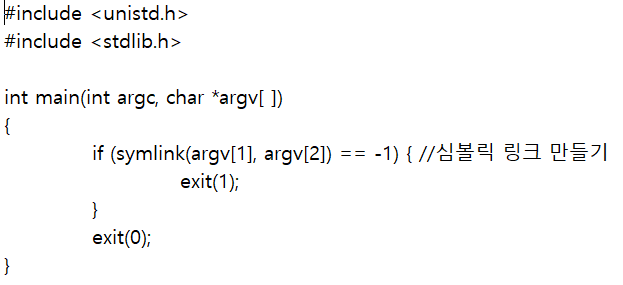 #include <unistd.h>
#include <stdlib.h>

int main(int argc, char *argv[ ])
{
        if (symlink(argv[1], argv[2]) == -1) { //심볼릭 링크 만들기
                exit(1);
        }
        exit(0);
}